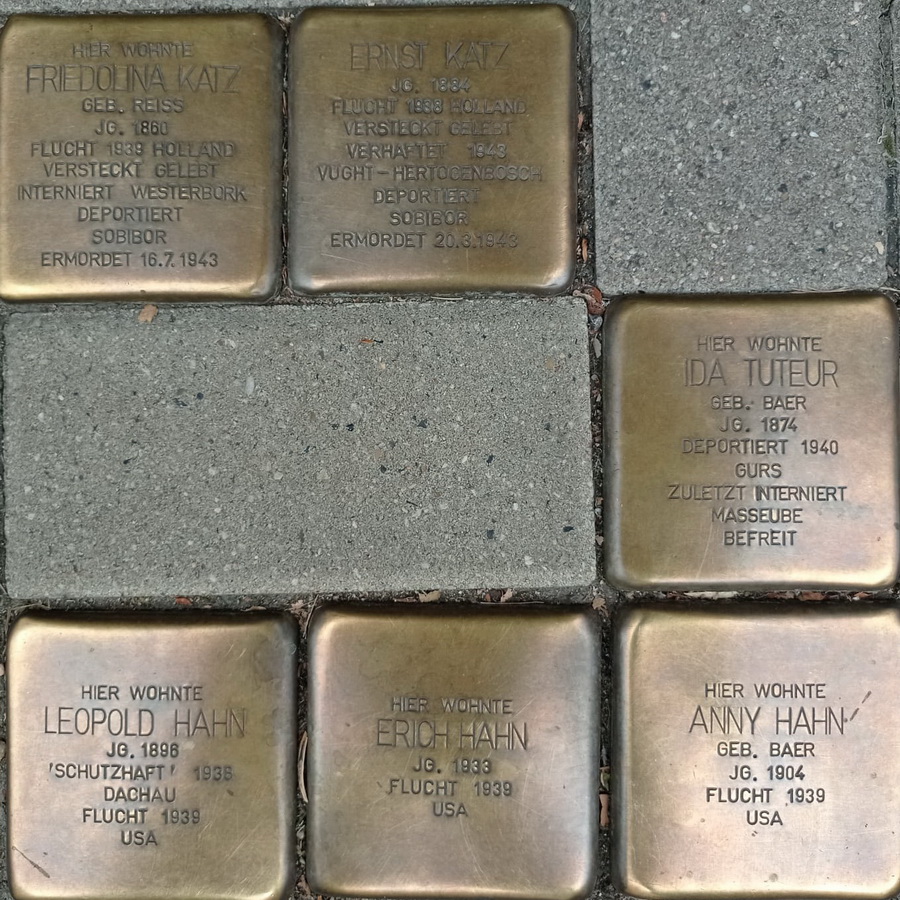 HIER WOHNTE
FRIEDOLINA KATZ
GEB. REISS
JG. 1860
FLUCHT 1939 HOLLAND
VERSTECKT GELEBT
INTERNIERT WESTERBORK
DEPORTIERT
SOBIBOR
ERMORDET 16.7.1943
ERNST KATZ
JG. 1884
FLUCHT 1938 HOLLAND
VERSTECKT GELEBT
VERHAFTET 1943
VUGHT-HERTOGENBOSCH
DEPORTIERT
SOBIBOR
ERMORDET 20.3.1943
HIER WOHNTE
IDA TUTEUR
GEB. BAER
JG. 1874
DEPORTIERT 1940
GURS
ZULETZT INTERNIERT
MASSEUBE
BEFREIT
HIER WOHNTE
LEOPOLD HAHN
JG. 1896
'SCHUTZHAFT' 1938
DACHAU
FLUCHT 1939
USA
HIER WOHNTE
ERICH HAHN
JG. 1933
FLUCHT 1939
USA
HIER WOHNTE
ANNY HAHN
GEB. BAER
JG. 1904
FLUCHT 1939
USA